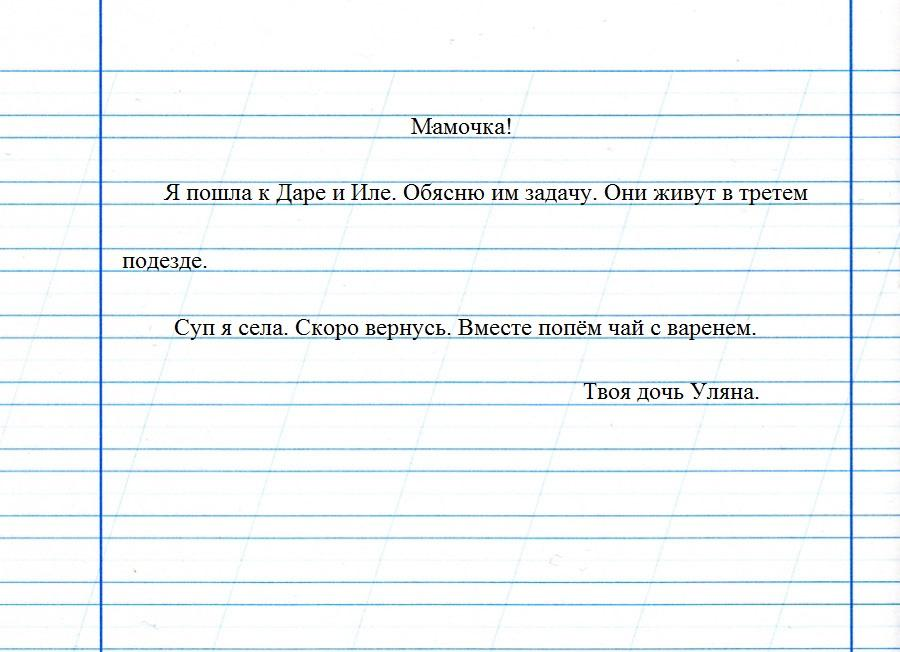 Мамочка!
Я пошла к Даре и Иле. Обясню им задачу. Они живут в третем
подезде.
Суп я села. Скоро вернусь. Вместе попём чай с варенем.
Твоя дочь Уляна.